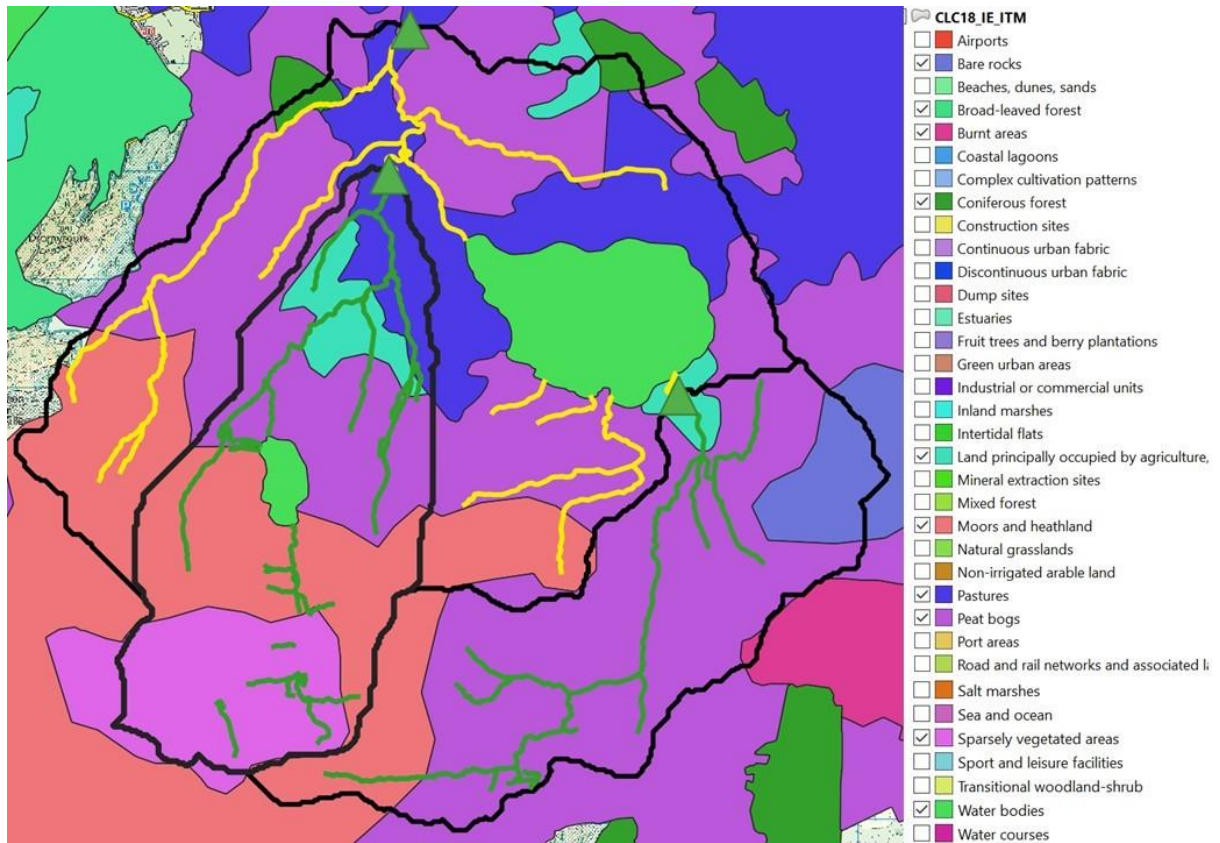 CLC18_IE_ITM
Airports
Bare rocks
Beaches, dunes, sands
Broad-leaved forest
Burnt areas
Coastal lagoons
Complex cultivation patterns
Coniferous forest
Construction sites
Continuous urban fabric
Discontinuous urban fabric
Dump sites
Estuaries
Fruit trees and berry plantations
Green urban areas
Industrial or commercial units
Inland marshes
Intertidal flats
Land principally occupied by agriculture,
Mineral extraction sites
Mixed forest
Moors and heathland
Natural grasslands
Non-irrigated arable land
Pastures
Peat bogs
Port areas
Road and rail networks and associated l
Salt marshes
Sea and ocean
Sparsely vegetated areas
Sport and leisure facilities
Transitional woodland-shrub
Water bodies
Water courses